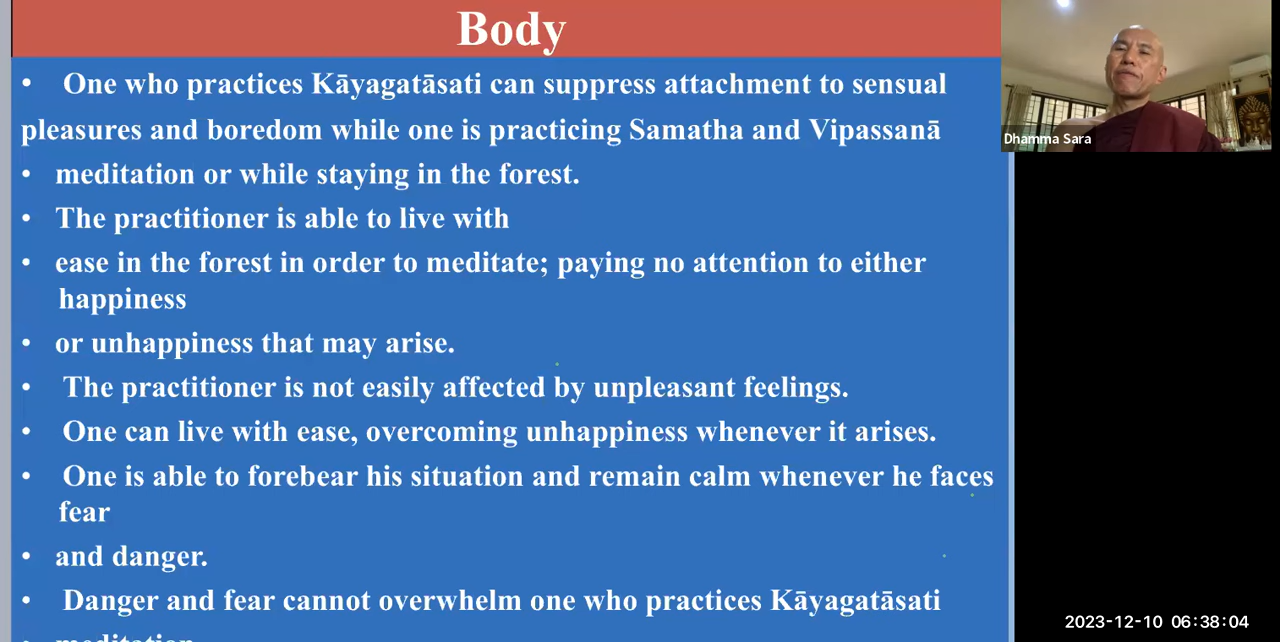 Body
• One who practices Kāyagatāsati can suppress attachment to sensual
pleasures and boredom while one is practicing Samatha and Vipassanā
• meditation or while staying in the forest.
• The practitioner is able to live with
• ease in the forest in order to meditate; paying no attention to either
happiness
• or unhappiness that may arise.
• The practitioner is not easily affected by unpleasant feelings.
• One can live with ease, overcoming unhappiness whenever it arises.
• One is able to forebear his situation and remain calm whenever he faces
fear
• and danger.
• Danger and fear cannot overwhelm one who practices Kāyagatāsati
• meditation
Dhamma Sara
2023-12-10 06:38:04